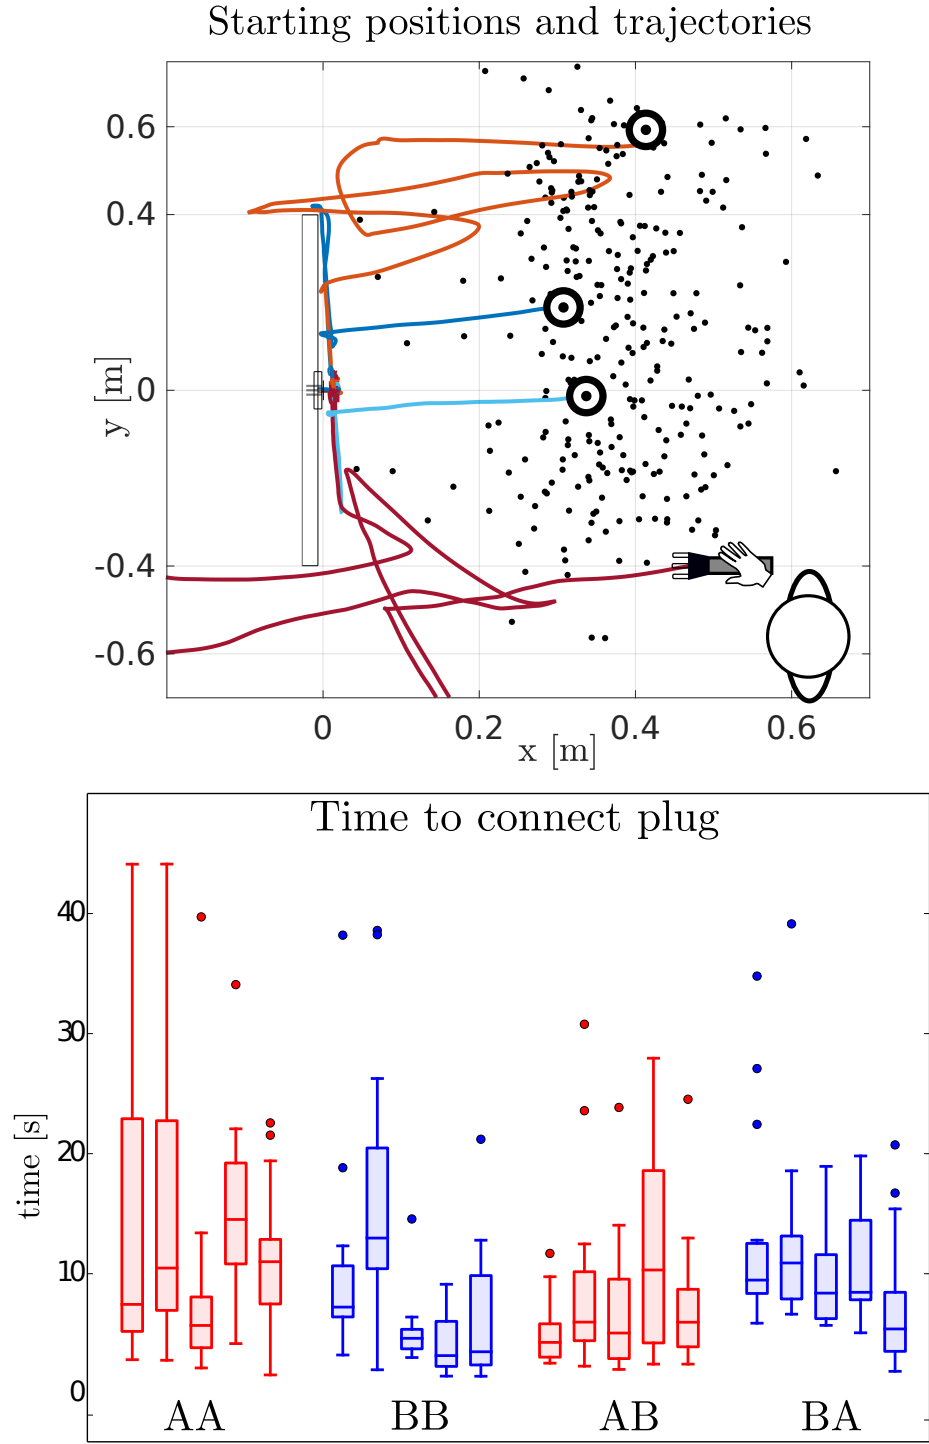 Starting positions and trajectories
0.6
0.4
0
-0.4
-0.6
y [m]
0 0.2 0.4 0.6
x [m]
Time to connect plug
40
30
20
10
0
time [s]
AA BB AB BA